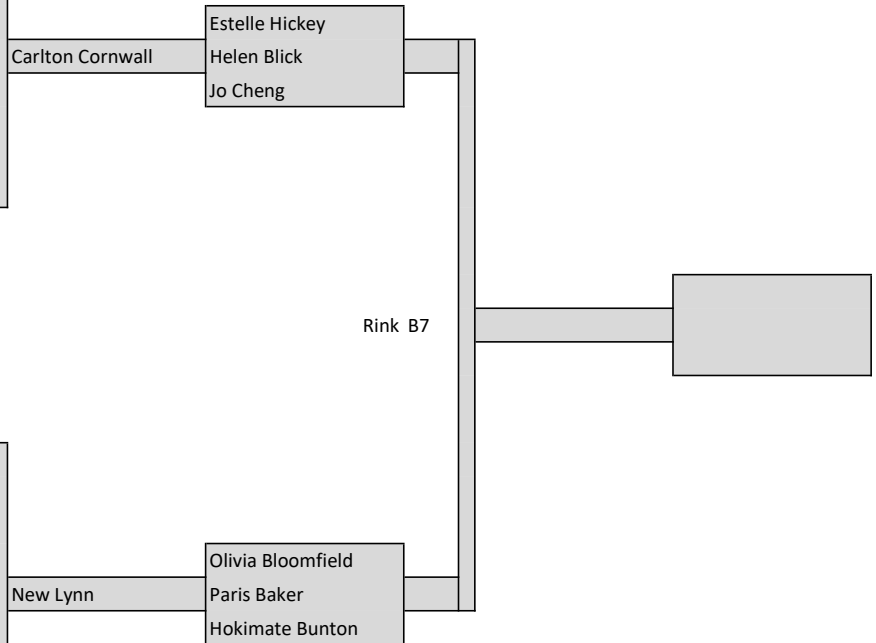 Estelle Hickey
Carlton Cornwall Helen Blick
Jo Cheng
Rink B7
Olivia Bloomfield
New Lynn Paris Baker
Hokimate Bunton